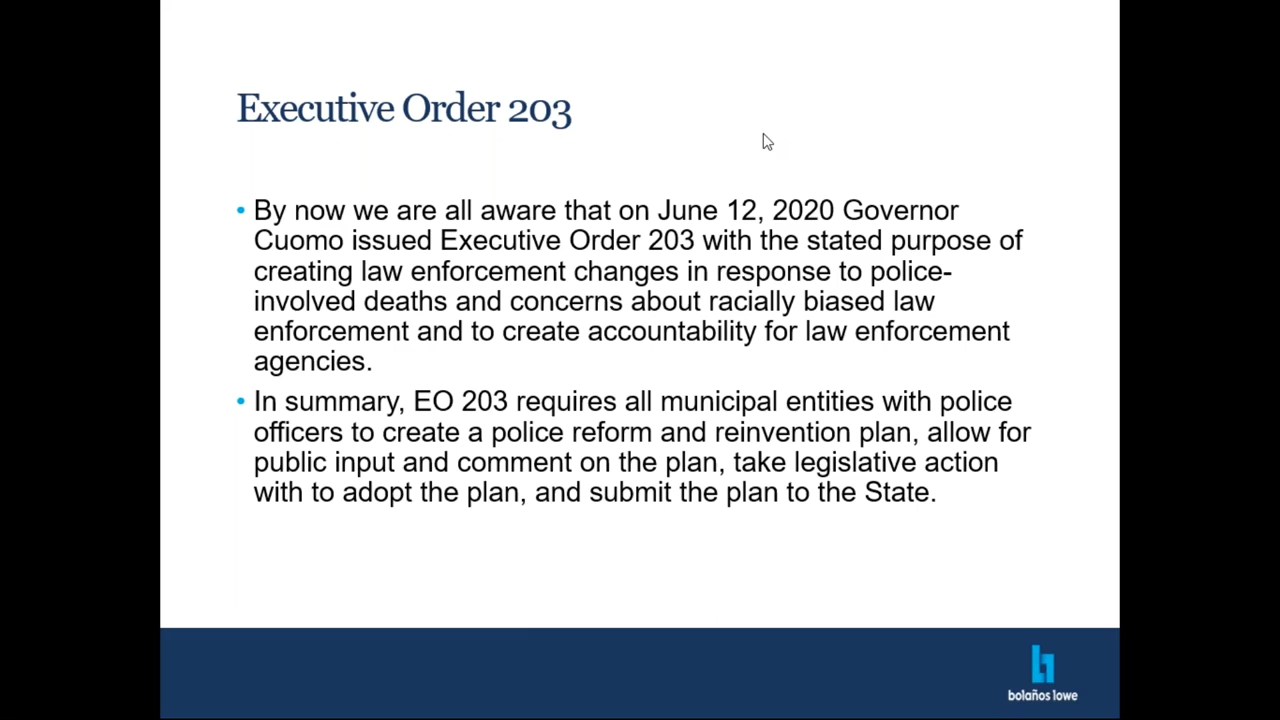 Executive Order 203
• By now we are all aware that on June 12, 2020 Governor
Cuomo issued Executive Order 203 with the stated purpose of
creating law enforcement changes in response to police-
involved deaths and concerns about racially biased law
enforcement and to create accountability for law enforcement
agencies.
• In summary, EO 203 requires all municipal entities with police
officers to create a police reform and reinvention plan, allow for
public input and comment on the plan, take legislative action
with to adopt the plan, and submit the plan to the State.
bolaños lowe